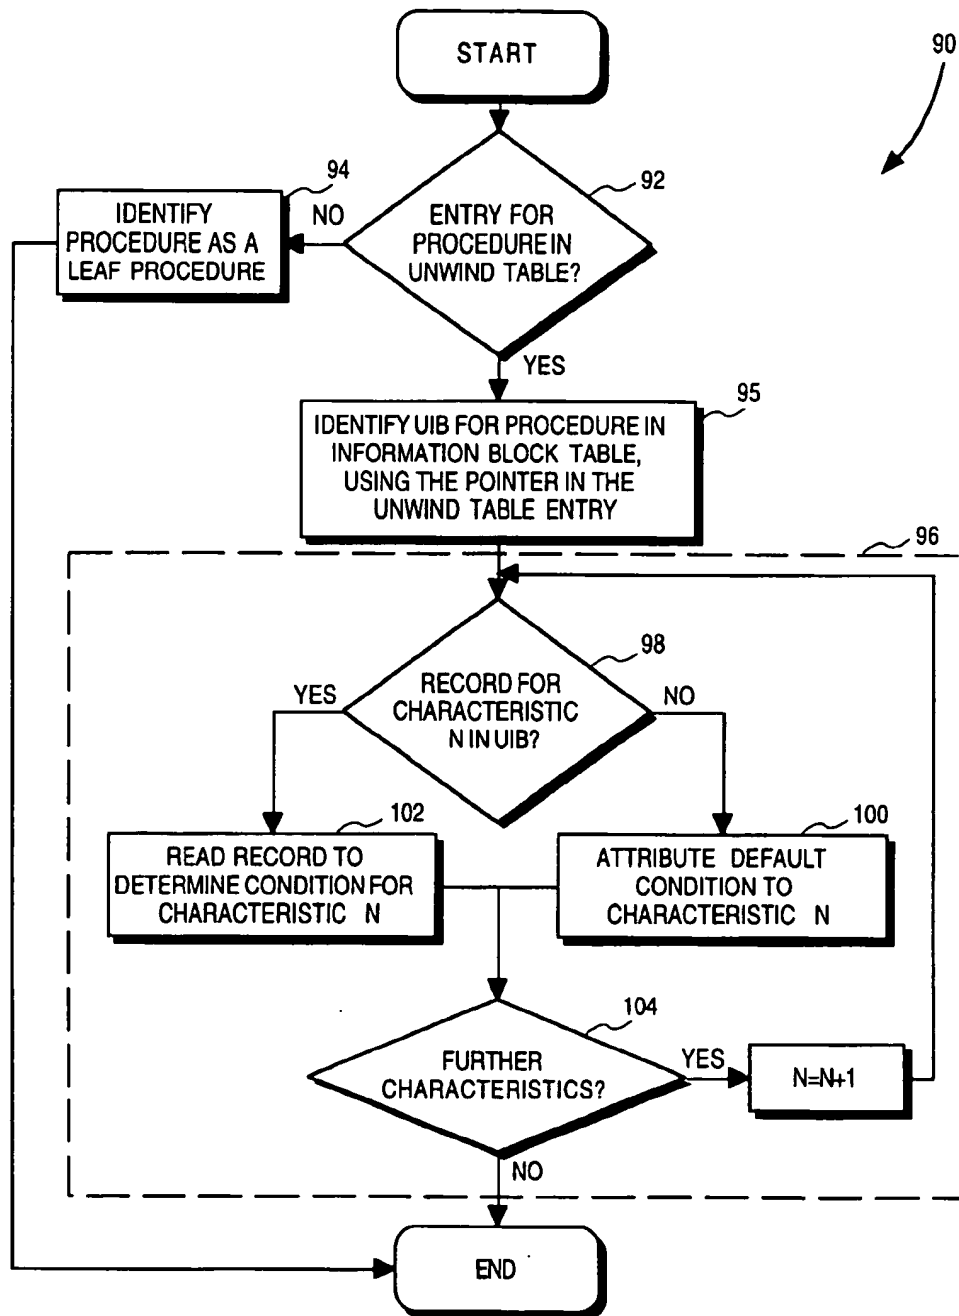 START
90
92
94
NO
IDENTIFY
PROCEDURE AS A
LEAF PROCEDURE
ENTRY FOR
PROCEDURE IN
UNWIND TABLE?
YES
95
IDENTIFY UIB FOR PROCEDURE IN
INFORMATION BLOCK TABLE,
USING THE POINTER IN THE
UNWIND TABLE ENTRY
96
98
YES
RECORD FOR
CHARACTERISTIC
N IN UIB?
NO
102
READ RECORD TO
DETERMINE CONDITION FOR
CHARACTERISTIC N
100
ATTRIBUTE DEFAULT
CONDITION TO
CHARACTERISTIC N
104
FURTHER
CHARACTERISTICS?
YES
N=N+1
NO
END